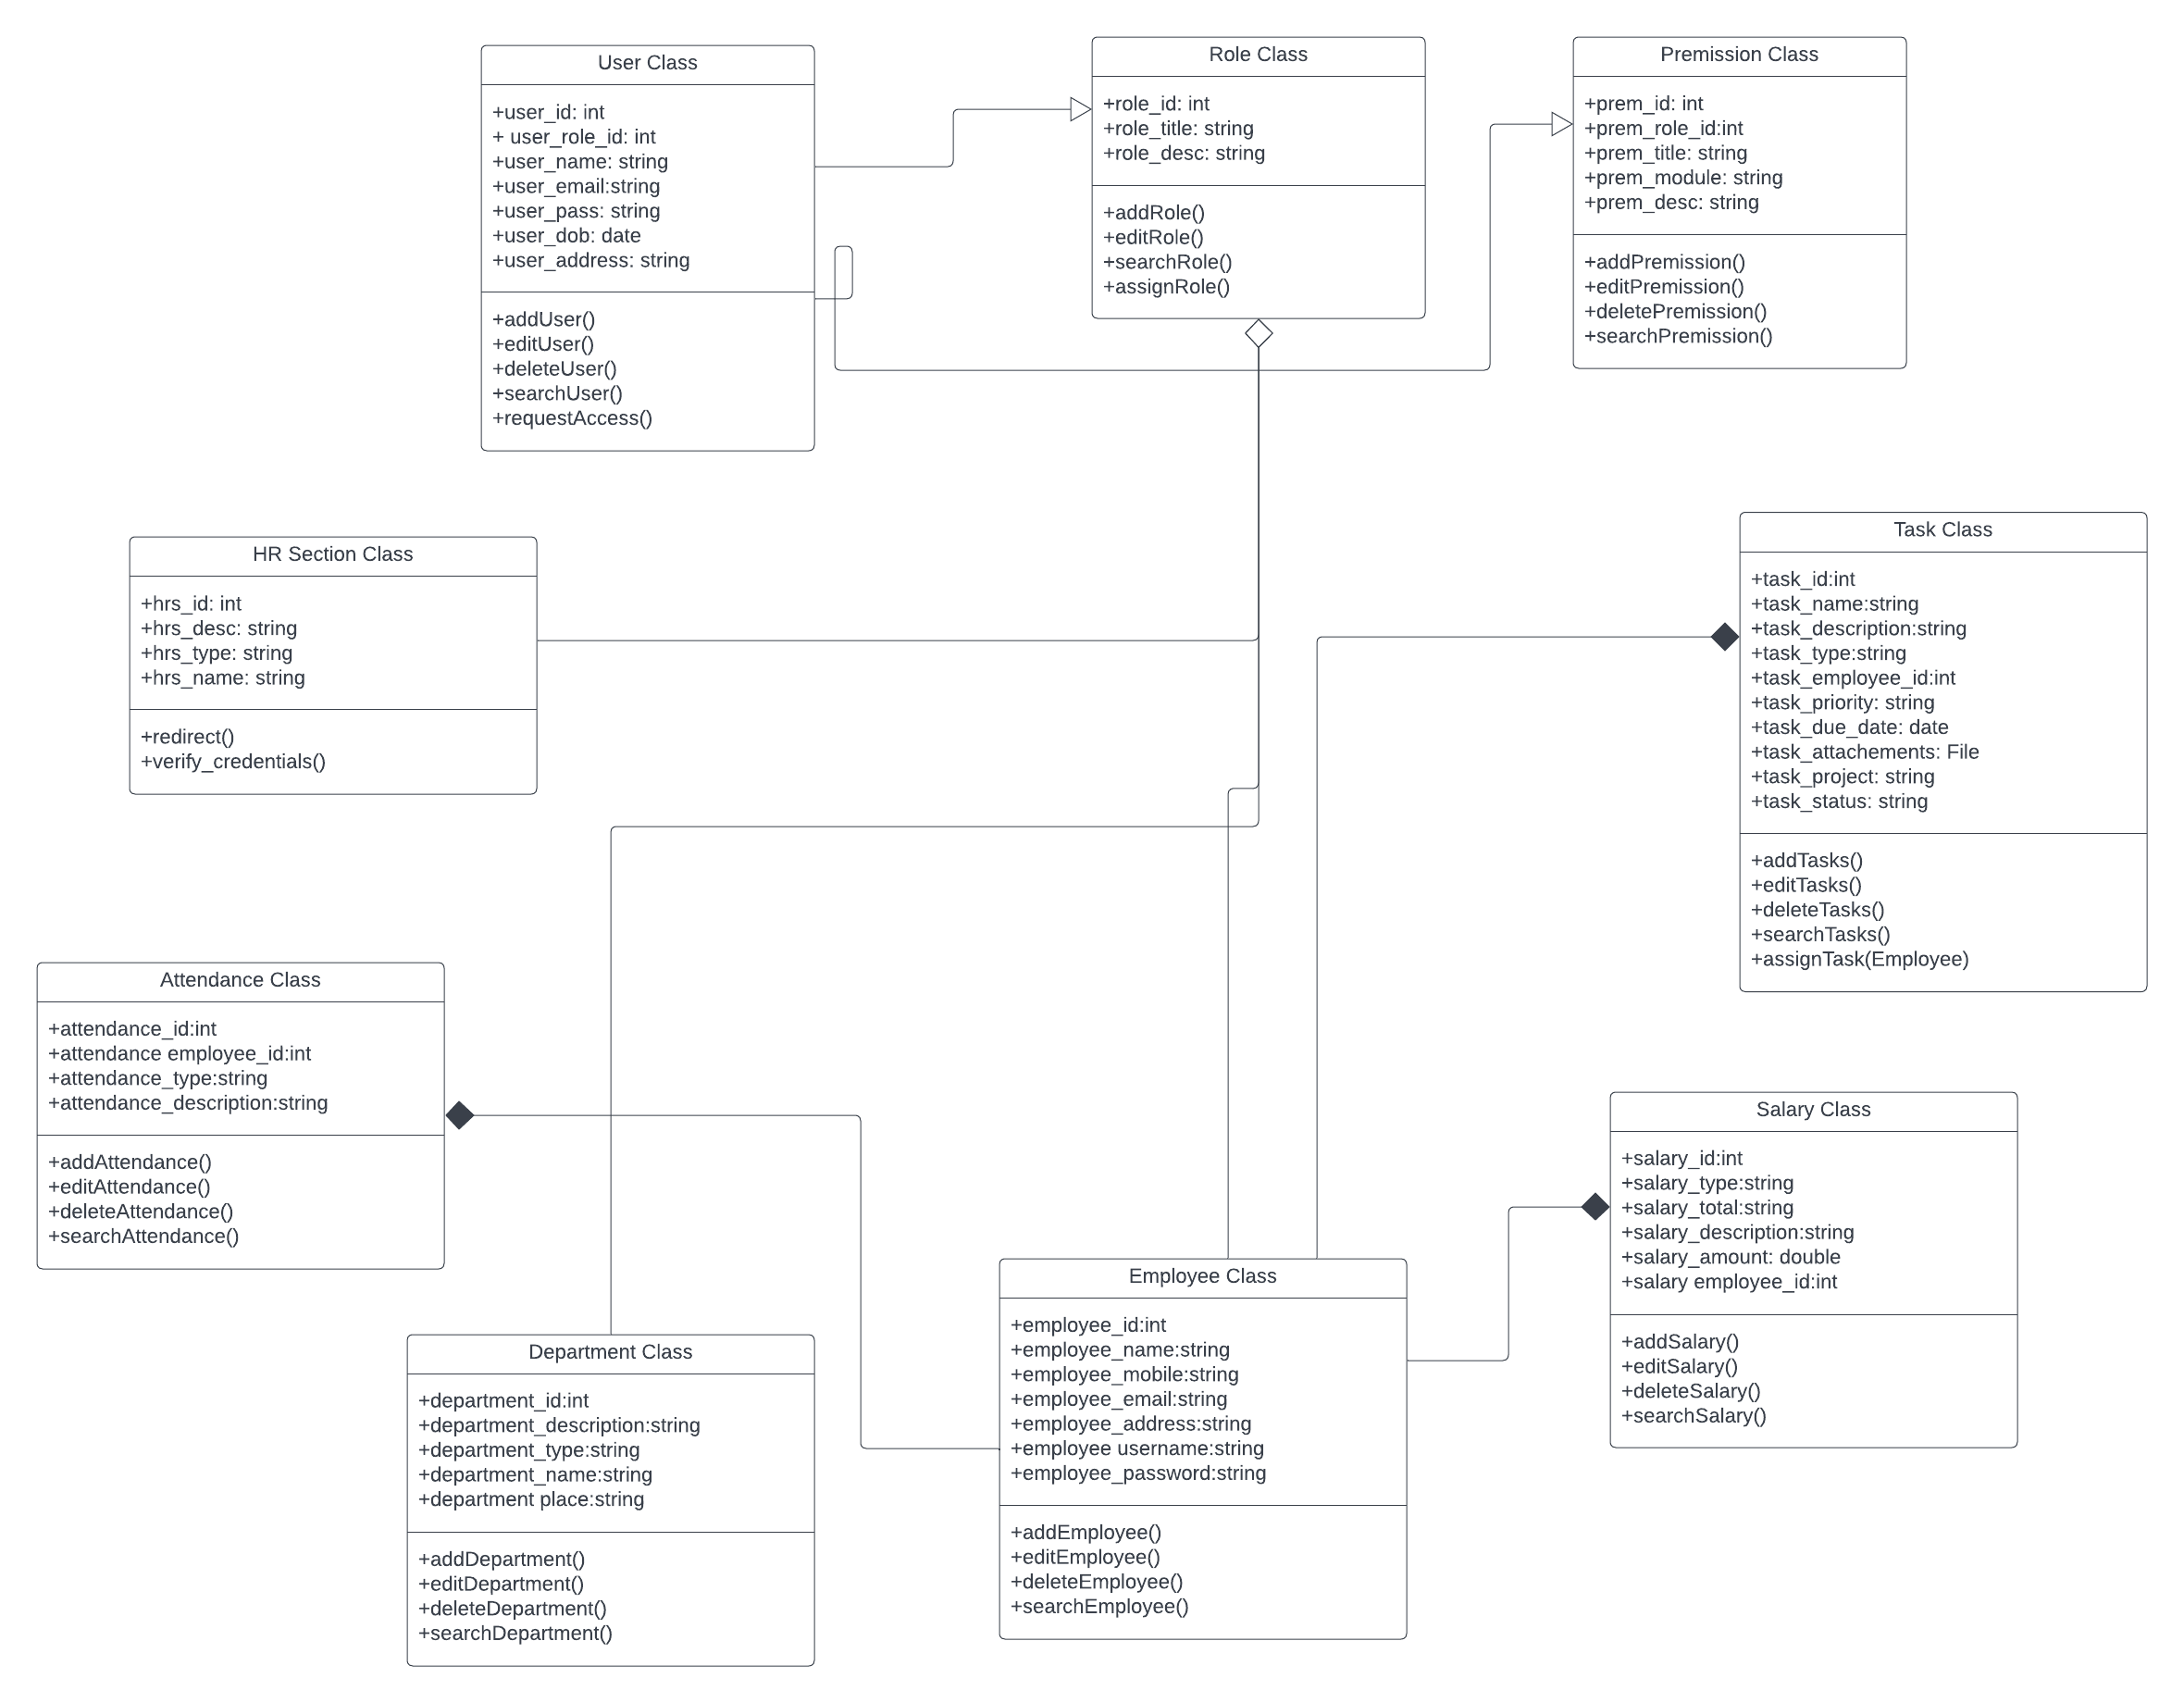 User Class
+user_id: int
+ user_role_id: int
+user_name: string
+user_email:string
+user_pass: string
+user_dob: date
+user_address: string
+addUser()
+editUser()
+deleteUser()
+searchUser()
+requestAccess()
Role Class
+role_id: int
+role_title: string
+role_desc: string
+addRole()
+editRole()
+searchRole()
+assignRole()
Premission Class
+prem_id: int
+prem_role_id:int
+prem_title: string
+prem_module: string
+prem_desc: string
+addPremission()
+editPremission()
+deletePremission()
+searchPremission()
HR Section Class
+hrs_id: int
+hrs_desc: string
+hrs_type: string
+hrs_name: string
+redirect()
+verify_credentials()
Task Class
+task_id:int
+task_name:string
+task_description:string
+task_type:string
+task_employee_id:int
+task_priority: string
+task_due_date: date
+task_attachements: File
+task_project: string
+task_status: string
+addTasks()
+editTasks()
+deleteTasks()
+searchTasks()
+assignTask(Employee)
Attendance Class
+attendance_id:int
+attendance employee_id:int
+attendance_type:string
+attendance_description:string
+addAttendance()
+editAttendance()
+deleteAttendance()
+searchAttendance()
Salary Class
+salary_id:int
+salary_type:string
+salary_total:string
+salary_description:string
+salary_amount: double
+salary employee_id:int
+addSalary()
+editSalary()
+deleteSalary()
+searchSalary()
Department Class
+department_id:int
+department_description:string
+department_type:string
+department_name:string
+department place:string
+addDepartment()
+editDepartment()
+deleteDepartment()
+searchDepartment()
Employee Class
+employee_id:int
+employee_name:string
+employee_mobile:string
+employee_email:string
+employee_address:string
+employee username:string
+employee_password:string
+addEmployee()
+editEmployee()
+deleteEmployee()
+searchEmployee()